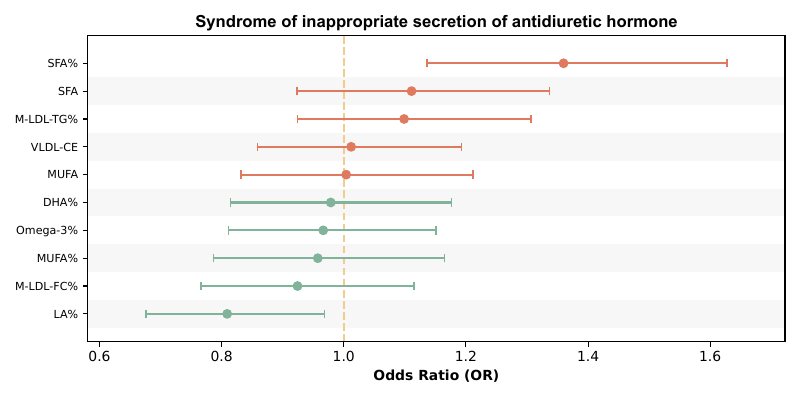 Syndrome of inappropriate secretion of antidiuretic hormone
SFA%
SFA
M-LDL-TG%
VLDL-CE
MUFA
DHA%
Omega-3%
MUFA%
M-LDL-FC%
LA%
0.6 0.8 1.0 1.2 1.4 1.6
Odds Ratio (OR)